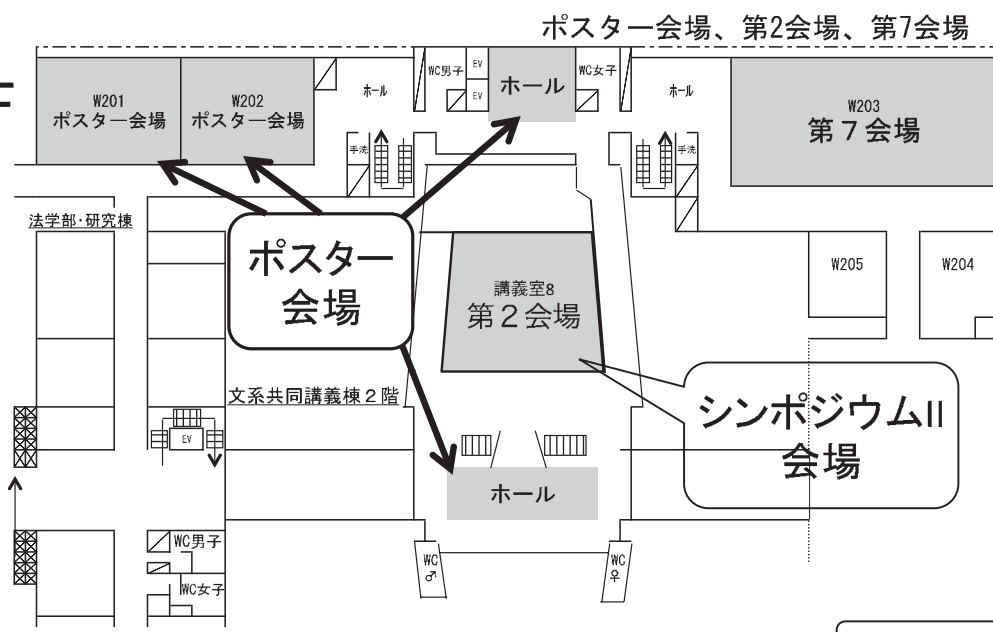 ポスター会場、第2会場、第7会場
W201
ポスター会場
W202
ポスター会場
ホール
WC男子
EV
EV
ホール
WC女子
ホール
W203
第7会場
手洗
手洗
法学部・研究棟
ポスター
会場
講義室8
第2会場
W205
W204
文系共同講義棟2階
シンポジウムII
会場
EV
ホール
WC男子
WC女子
WC
♂
WC
♀